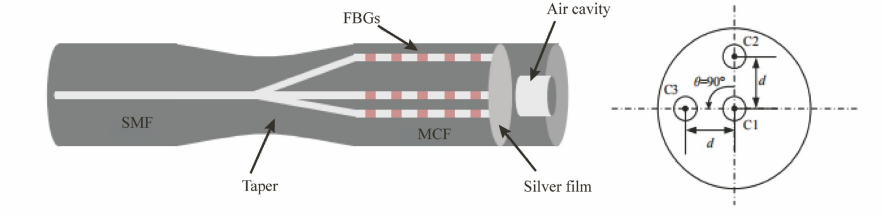 FBGs
Air cavity
SMF
MCF
Taper
Silver film
C2
θ=90°
d
C3
C1
d